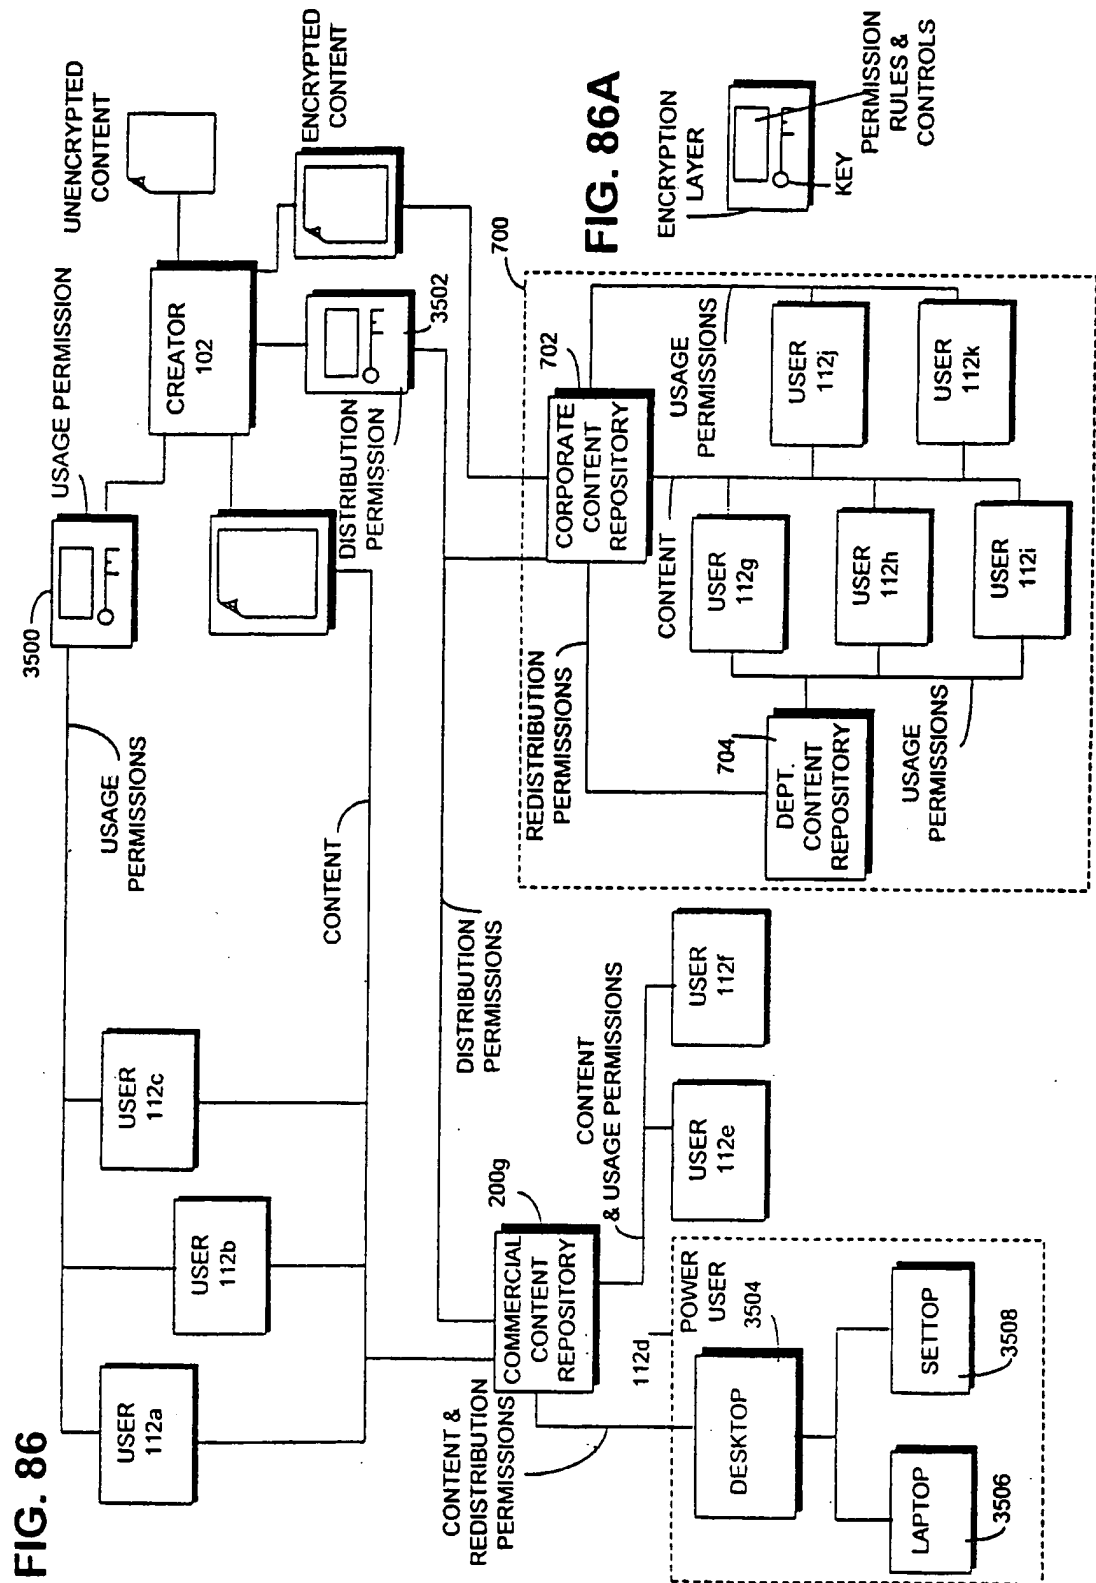 FIG. 86
USER
112a
USER
112b
USER
112c
USAGE
PERMISSIONS
3500
USAGE PERMISSION
CREATOR
102
UNENCRYPTED
CONTENT
ENCRYPTED
CONTENT
CONTENT
DISTRIBUTION
PERMISSION
3502
DISTRIBUTION
PERMISSIONS
CONTENT &
REDISTRIBUTION
PERMISSIONS
COMMERCIAL
CONTENT
REPOSITORY
200g
CONTENT
& USAGE PERMISSIONS
USER
112e
USER
112f
112d
POWER
USER
3504
DESKTOP
LAPTOP
3506
SETTOP
3508
700
CORPORATE
CONTENT
REPOSITORY
702
REDISTRIBUTION
PERMISSIONS
704
DEPT.
CONTENT
REPOSITORY
CONTENT
USAGE
PERMISSIONS
USER
112g
USER
112h
USER
112i
USER
112j
USER
112k
USAGE
PERMISSIONS
FIG. 86A
ENCRYPTION
LAYER
KEY
PERMISSION
RULES &
CONTROLS